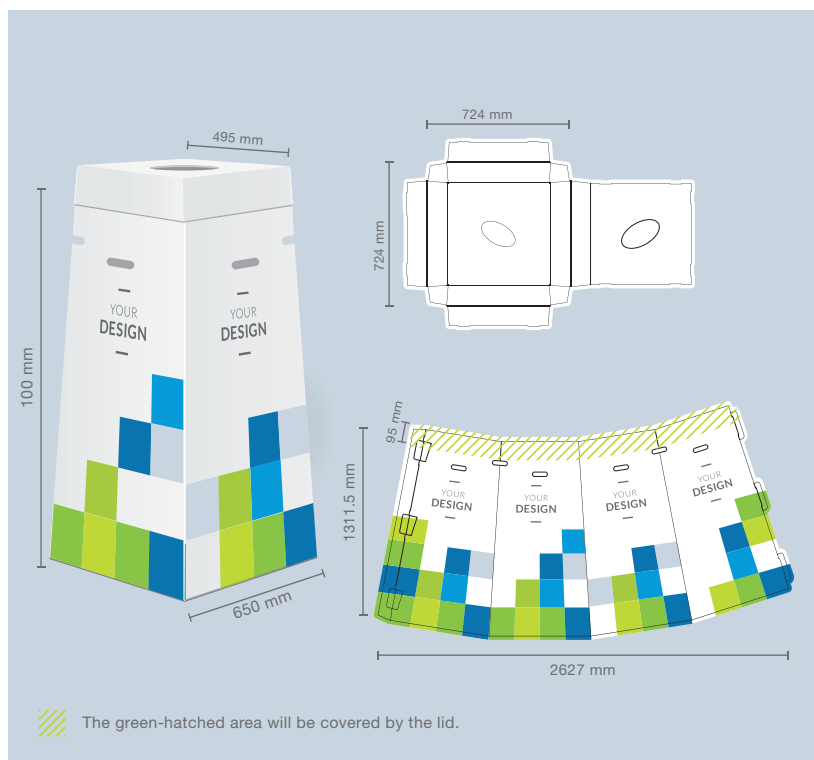 724 mm
495 mm
724 mm
100 mm
YOUR
DESIGN
YOUR
DESIGN
95 mm
1311.5 mm
YOUR
DESIGN
YOUR
DESIGN
YOUR
DESIGN
YOUR
DESIGN
650 mm
2627 mm
The green-hatched area will be covered by the lid.